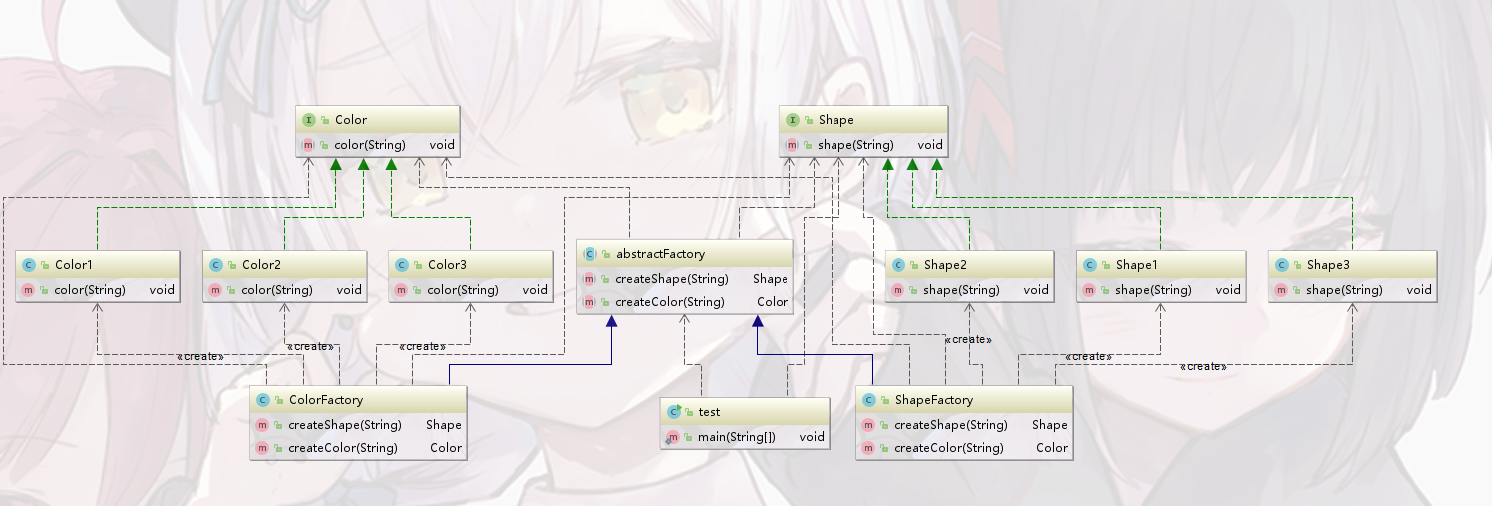 Color
color(String) void
Shape
shape(String) void
Color1
color(String) void
Color2
color(String) void
Color3
color(String) void
abstractFactory
createShape(String) Shape
createColor(String) Color
Shape2
shape(String) void
Shape1
shape(String) void
Shape3
shape(String) void
«create»
«create»
«create»
«create»
«create»
«create»
ColorFactory
createShape(String) Shape
createColor(String) Color
test
main(String[]) void
ShapeFactory
createShape(String) Shape
createColor(String) Color